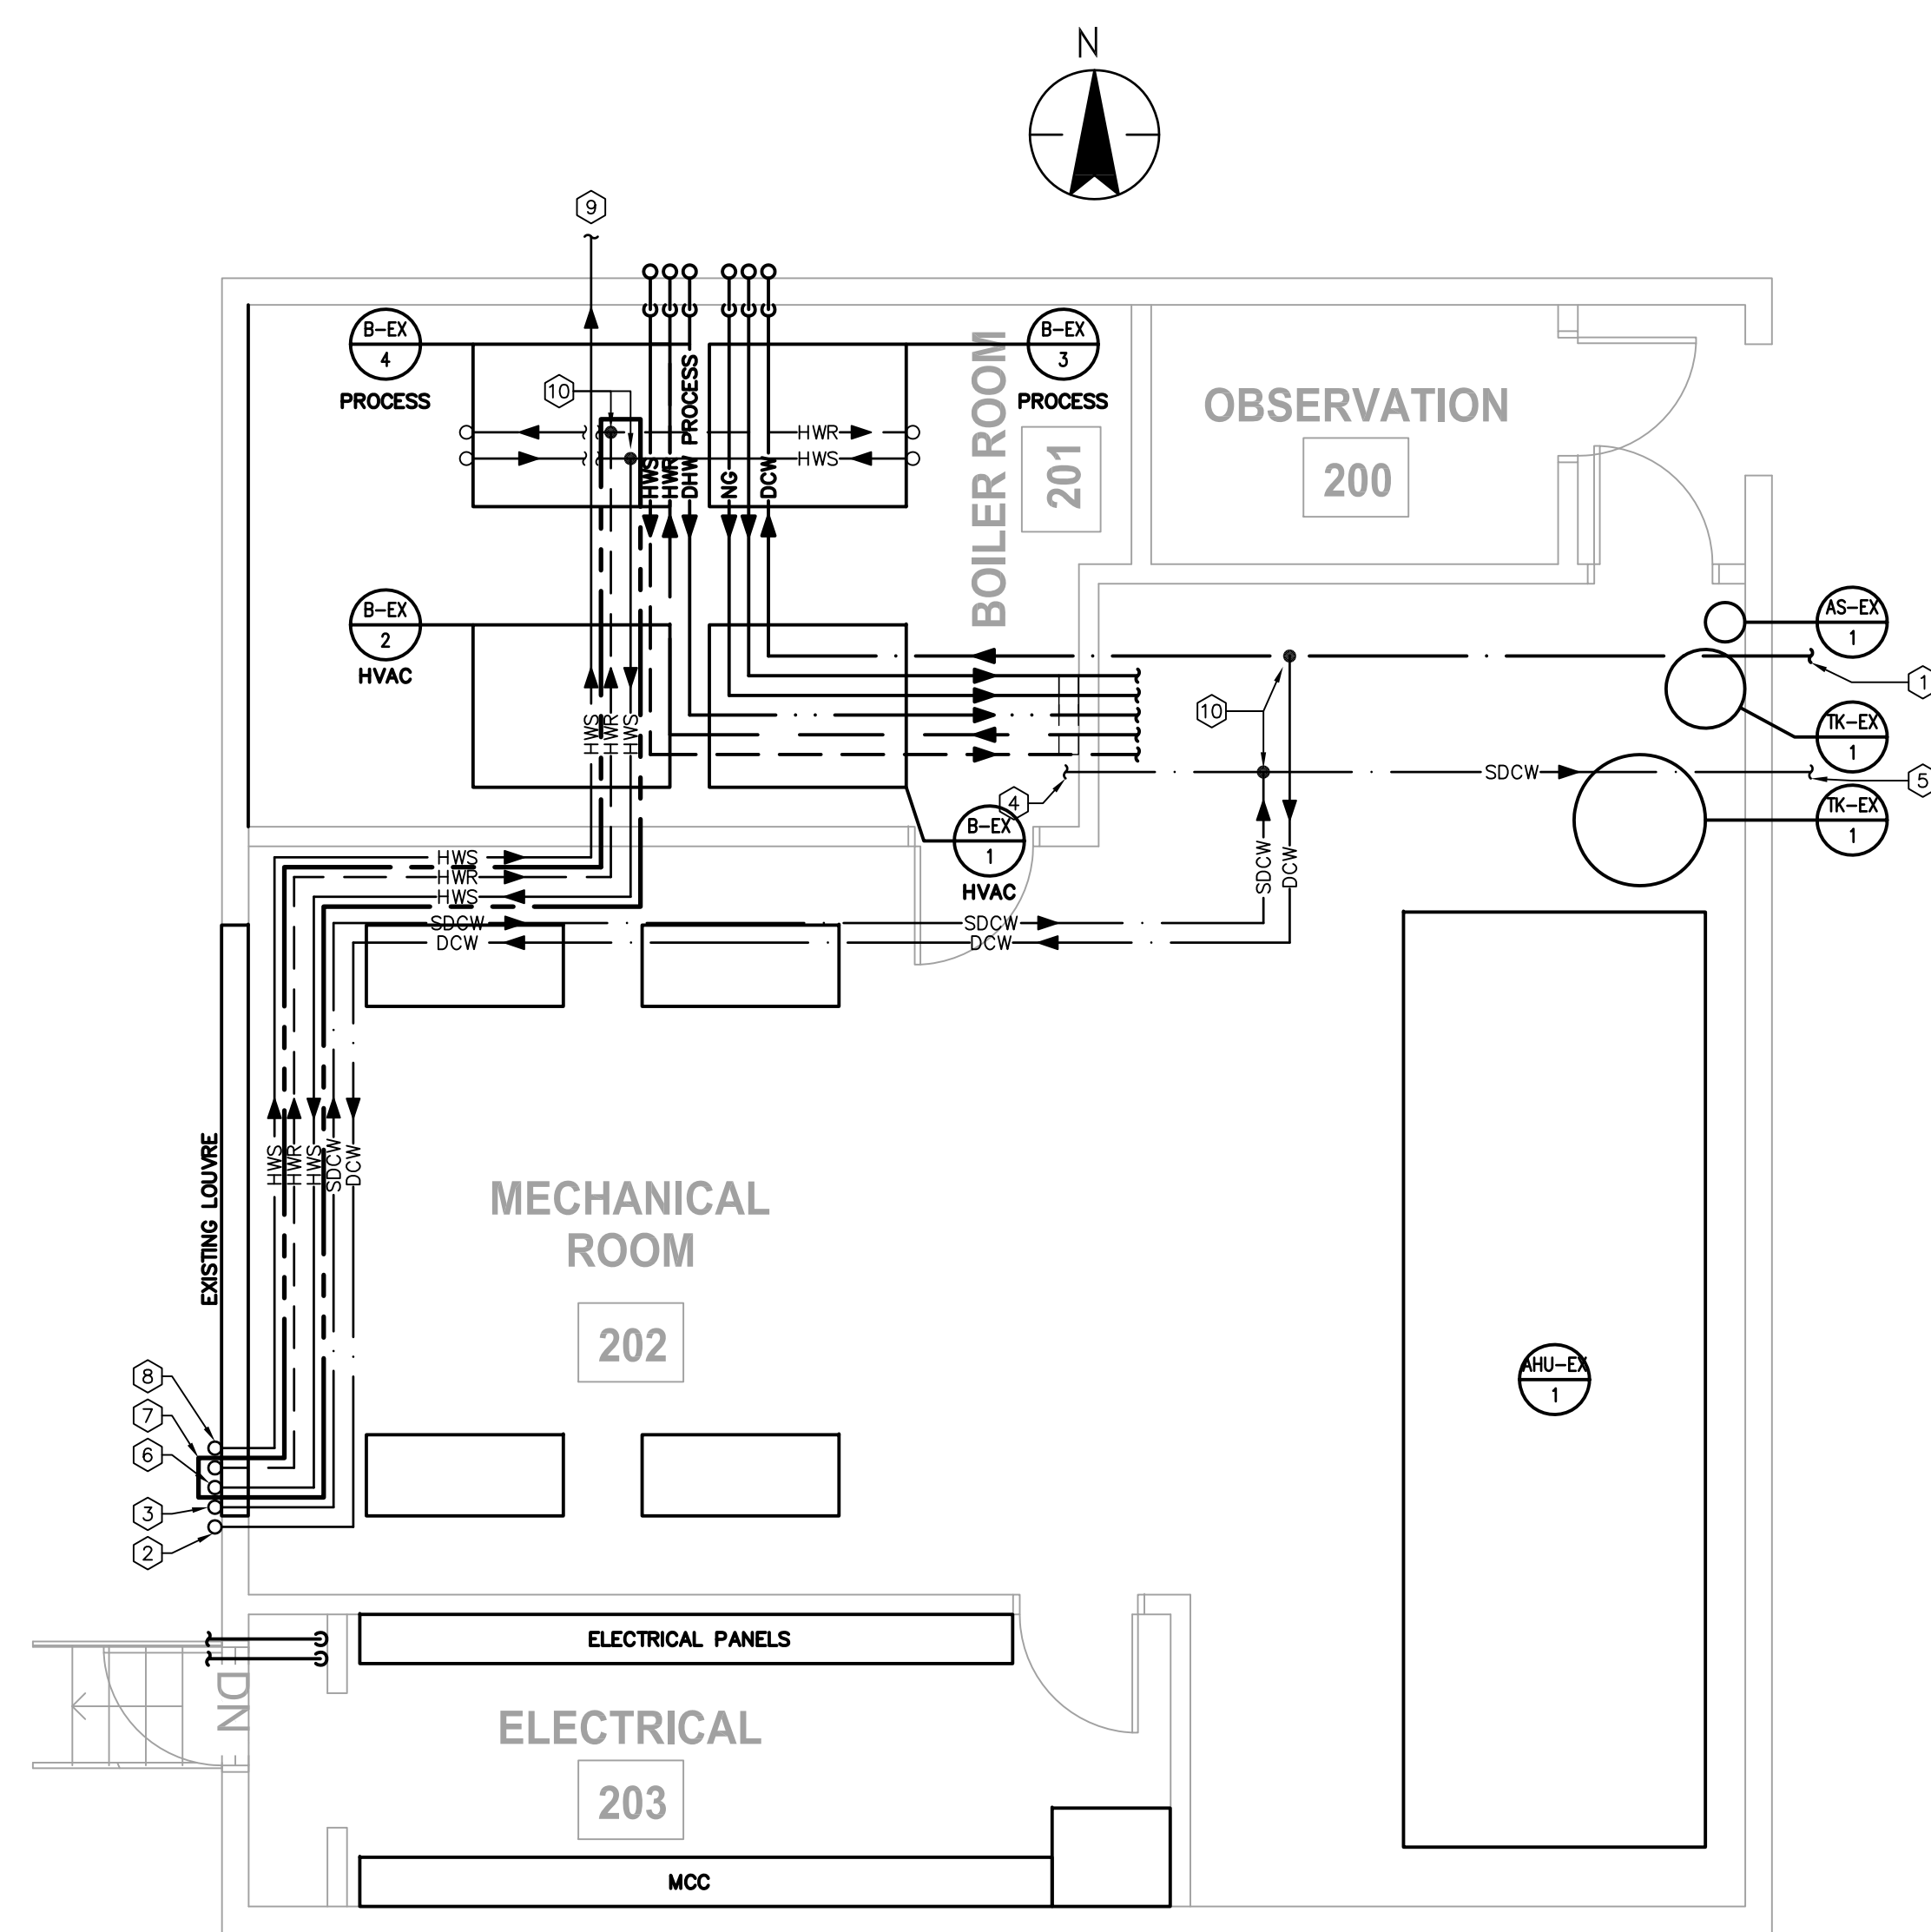 N
9
B-EX
4
PROCESS
10
B-EX
3
PROCESS
BOILER ROOM
201
OBSERVATION
200
HWR
HWS
HWS
HWR
DHW PROCESS
NG
DCW
B-EX
2
HVAC
AS-EX
1
1
TK-EX
1
10
HWS
HWR
HWS
4
SDCW
5
TK-EX
1
B-EX
1
HVAC
SDCW
DCW
HWS
HWR
HWS
SDCW
SDCW
DCW
DCW
EXISTING LOUVRE
HWS
HWR
HWS
SDCW
DCW
MECHANICAL
ROOM
202
AHU-EX
1
8
7
6
3
2
ELECTRICAL PANELS
DN
ELECTRICAL
203
MCC